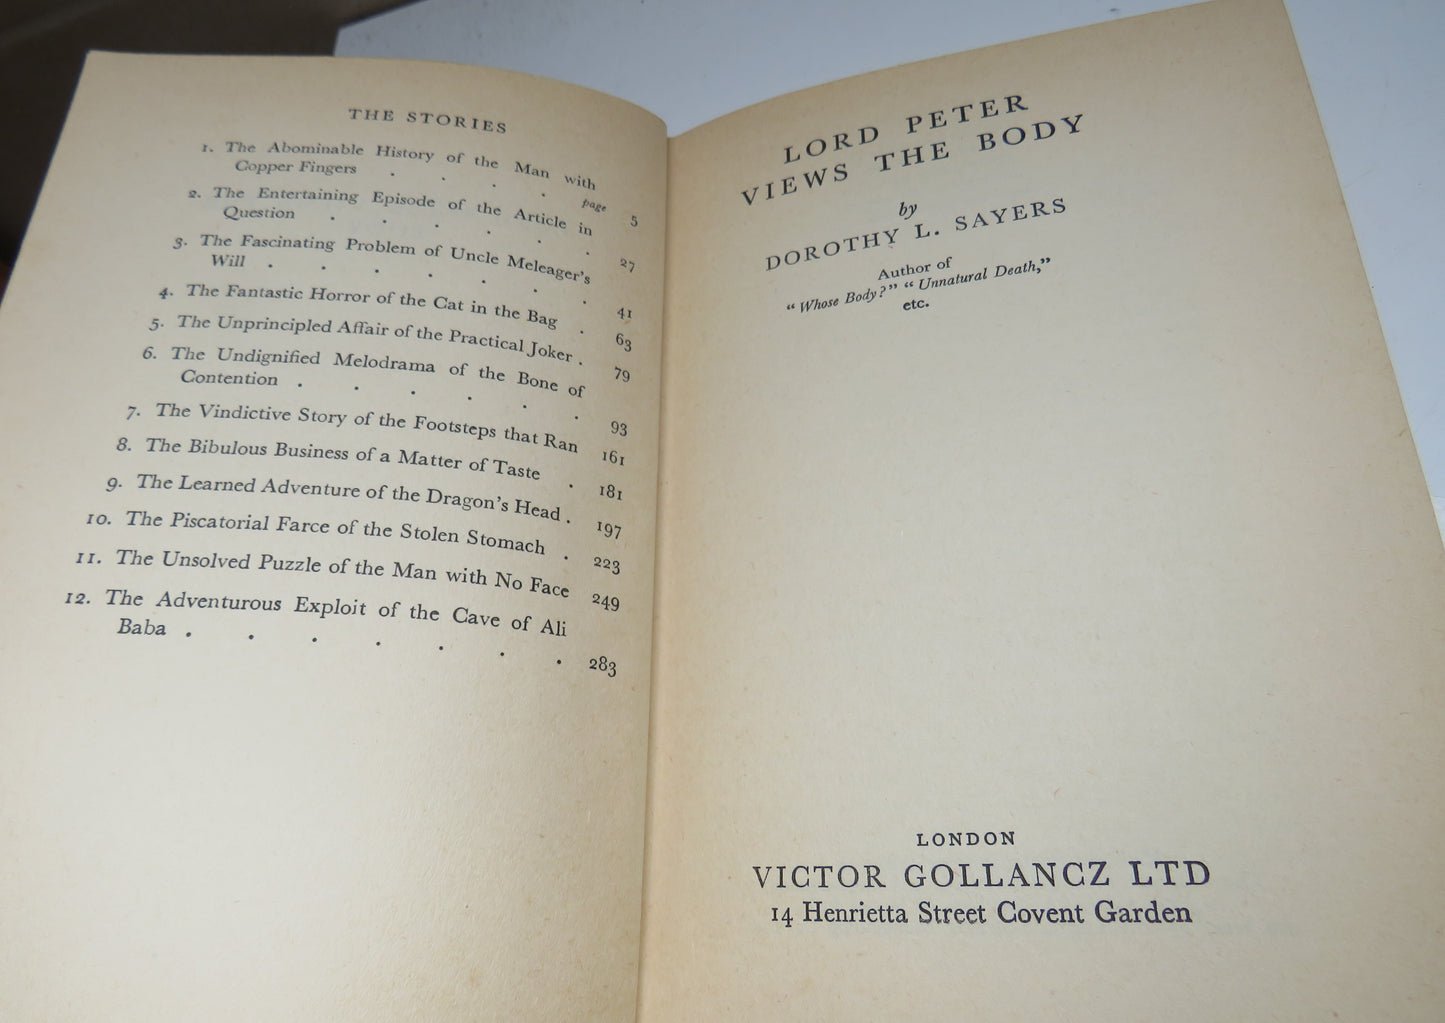 THE STORIES
1. The Abominable History of the Man with
Copper Fingers . . . . page 5
2. The Entertaining Episode of the Article in
Question . . . . . . 27
3. The Fascinating Problem of Uncle Meleager's
Will . . . . . . . 41
4. The Fantastic Horror of the Cat in the Bag . 63
5. The Unprincipled Affair of the Practical Joker . 79
6. The Undignified Melodrama of the Bone of
Contention . . . . . . 93
7. The Vindictive Story of the Footsteps that Ran 161
8. The Bibulous Business of a Matter of Taste . 181
9. The Learned Adventure of the Dragon's Head . 197
10. The Piscatorial Farce of the Stolen Stomach . 223
11. The Unsolved Puzzle of the Man with No Face 249
12. The Adventurous Exploit of the Cave of Ali
Baba . . . . . . . 283
LORD PETER
VIEWS THE BODY
by
DOROTHY L. SAYERS
Author of
“Whose Body?” “Unnatural Death,”
etc.
LONDON
VICTOR GOLLANCZ LTD
14 Henrietta Street Covent Garden